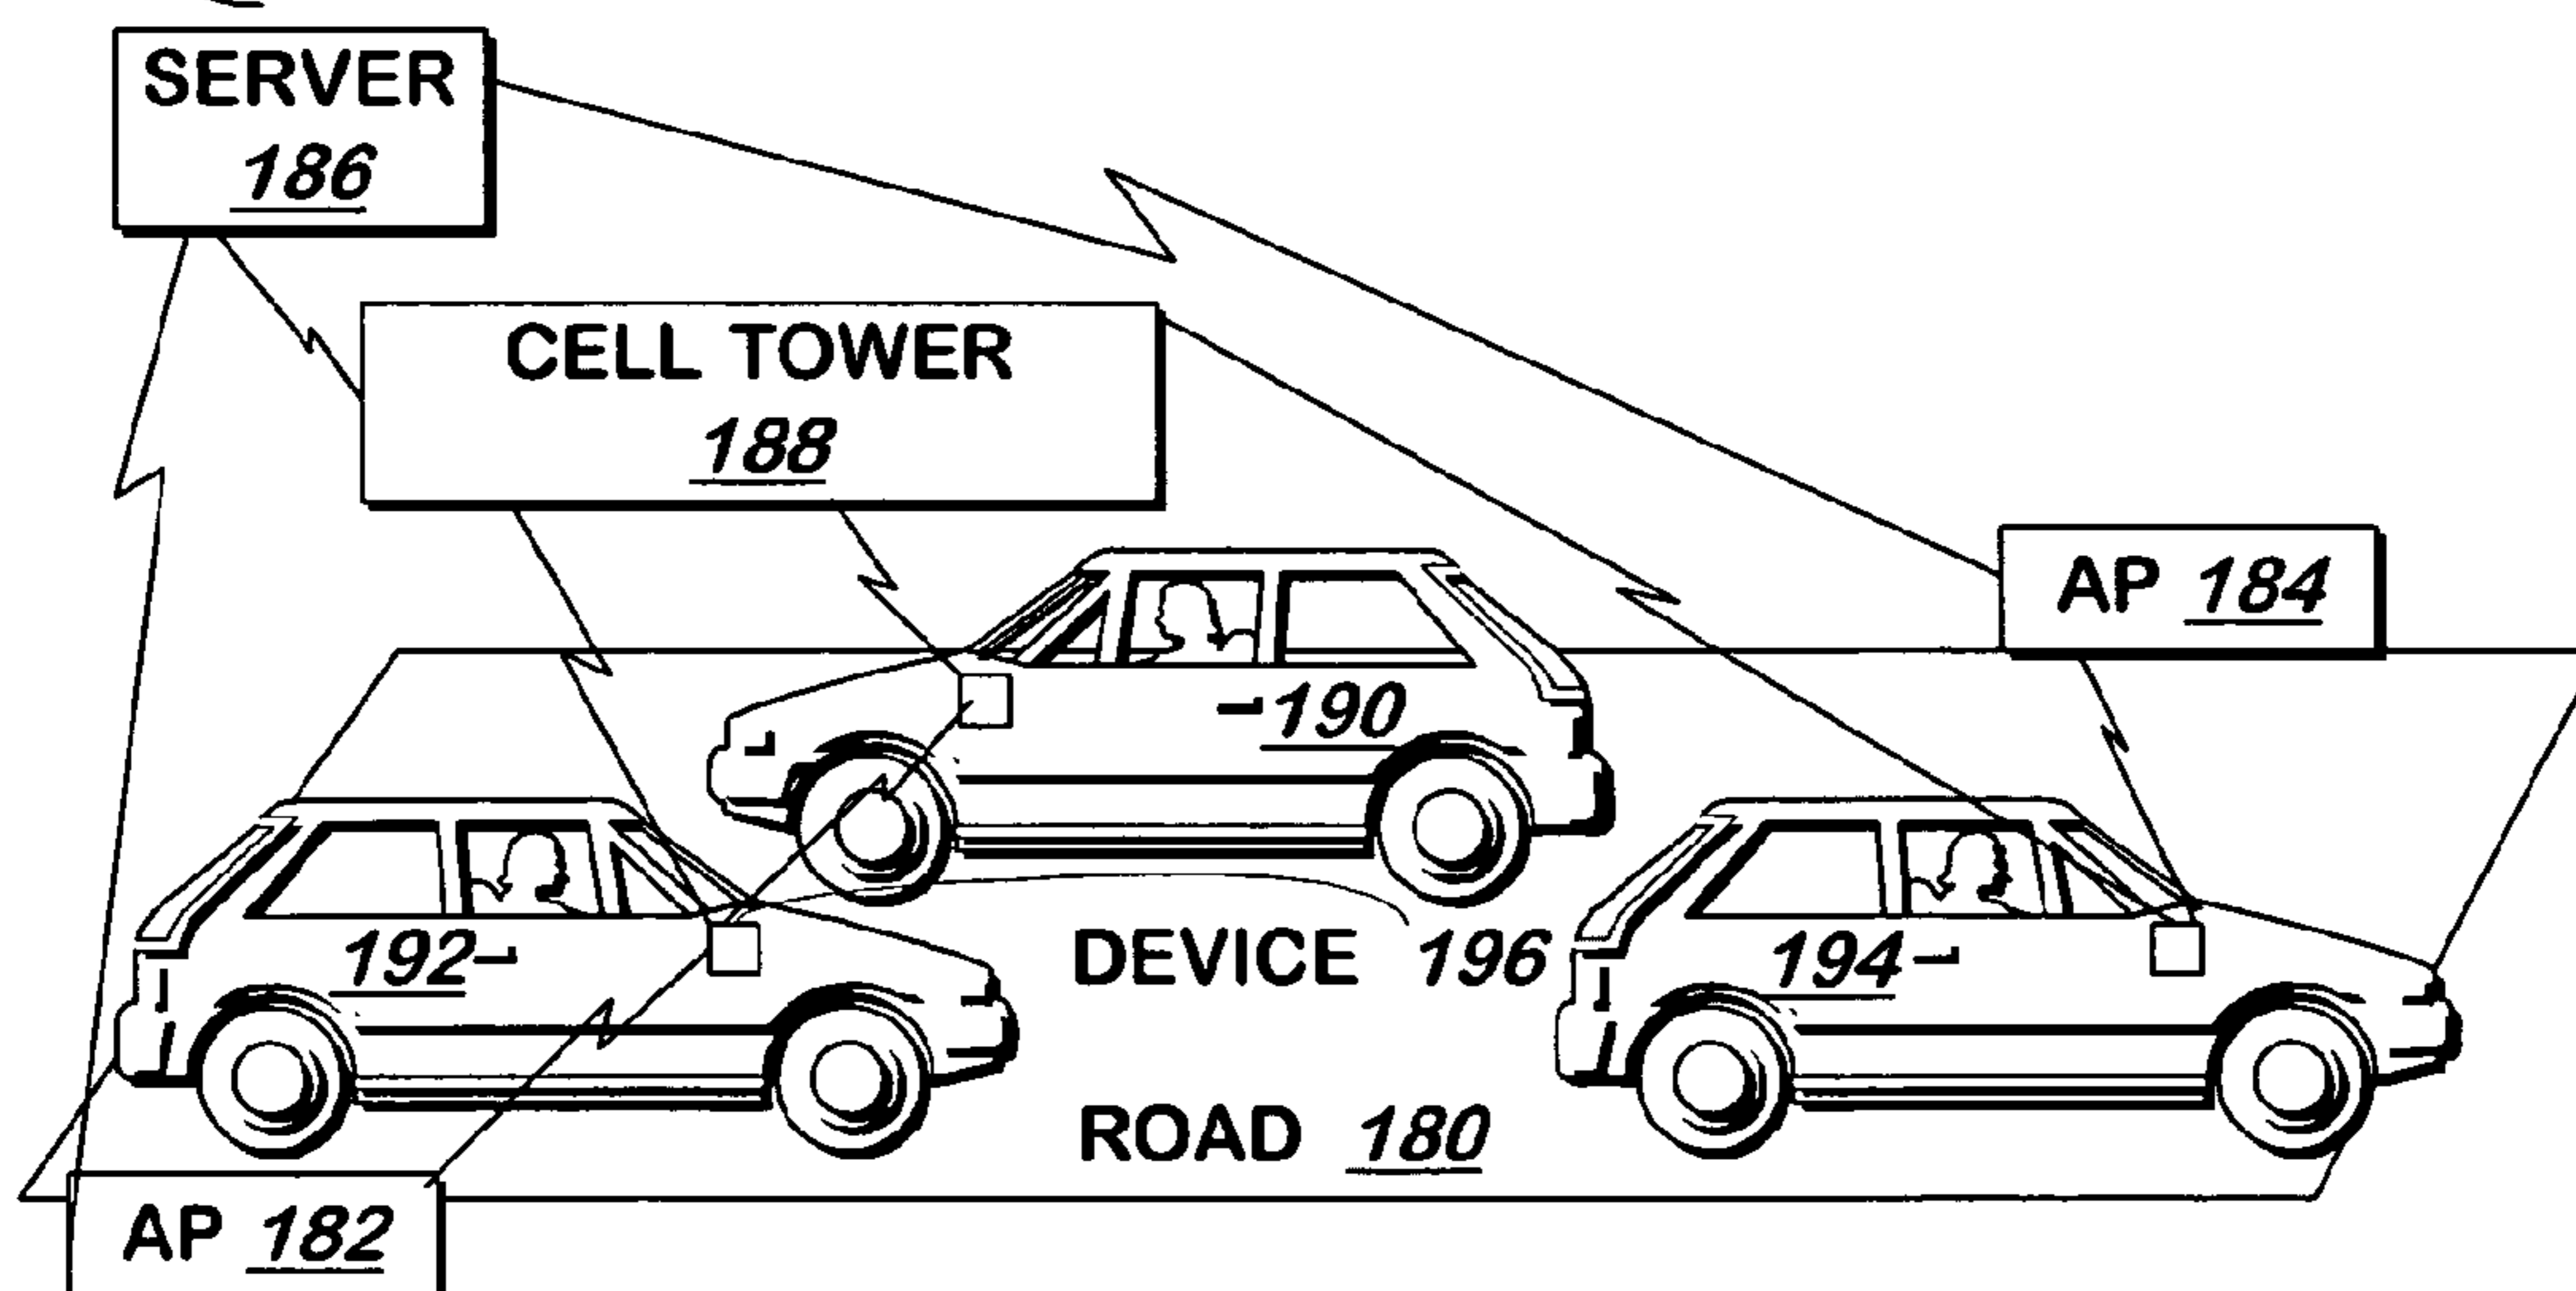 SERVER
186
CELL TOWER
188
AP 184
190
192
DEVICE 196
194
ROAD 180
AP 182